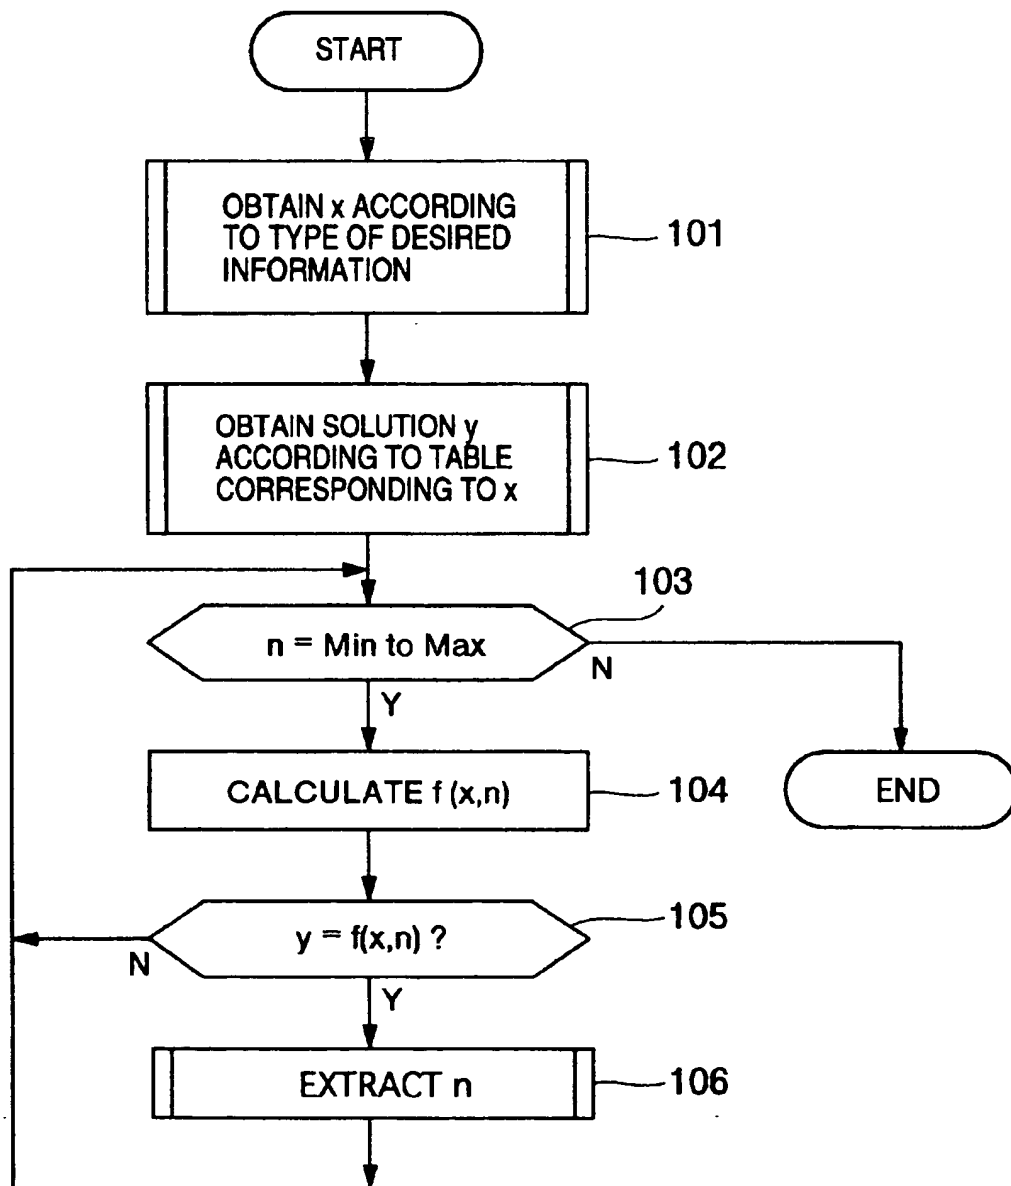 START
OBTAIN x ACCORDING
TO TYPE OF DESIRED
INFORMATION
101
OBTAIN SOLUTION y
ACCORDING TO TABLE
CORRESPONDING TO x
102
103
n = Min to Max
N
Y
CALCULATE f (x,n)
104
END
105
y = f(x,n) ?
N
Y
EXTRACT n
106